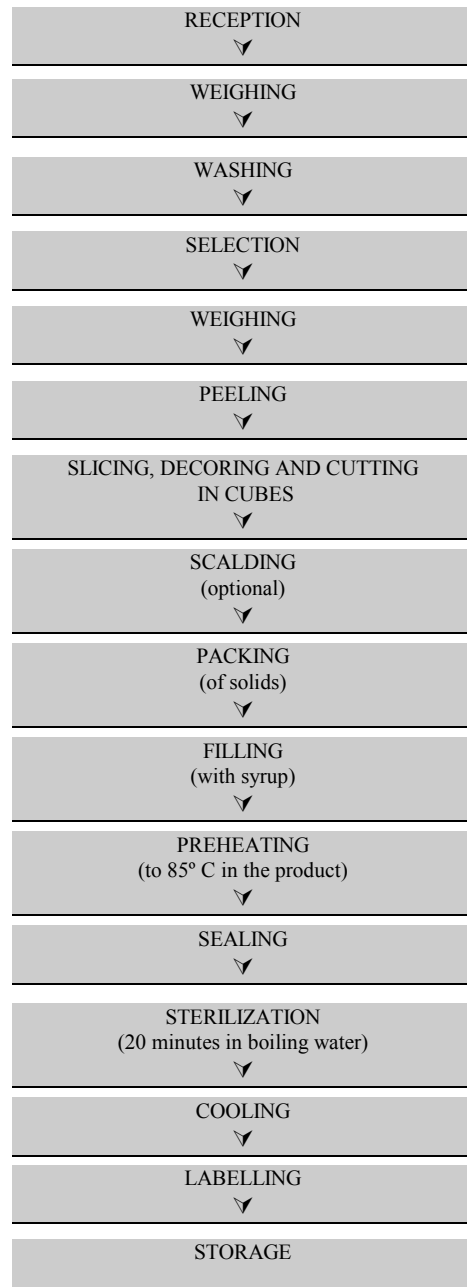 RECEPTION
WEIGHING
WASHING
SELECTION
WEIGHING
PEELING
SLICING, DECORING AND CUTTING
IN CUBES
SCALDING
(optional)
PACKING
(of solids)
FILLING
(with syrup)
PREHEATING
(to 85º C in the product)
SEALING
STERILIZATION
(20 minutes in boiling water)
COOLING
LABELLING
STORAGE